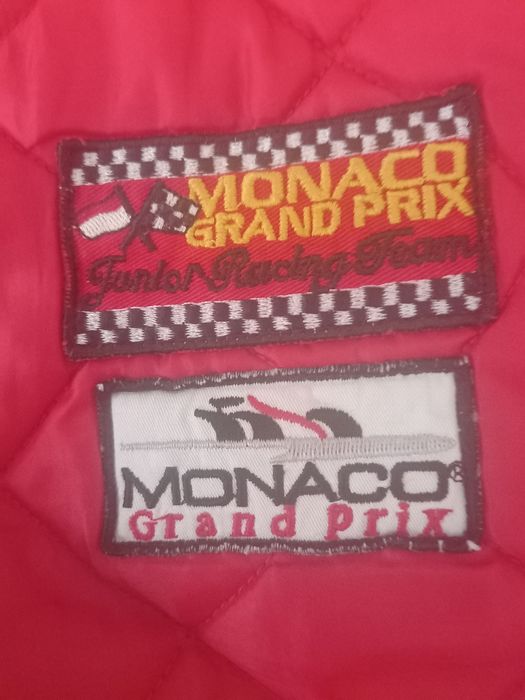 MONACO
GRAND PRIX
Junior Racing Team
MONACO®
Grand Prix